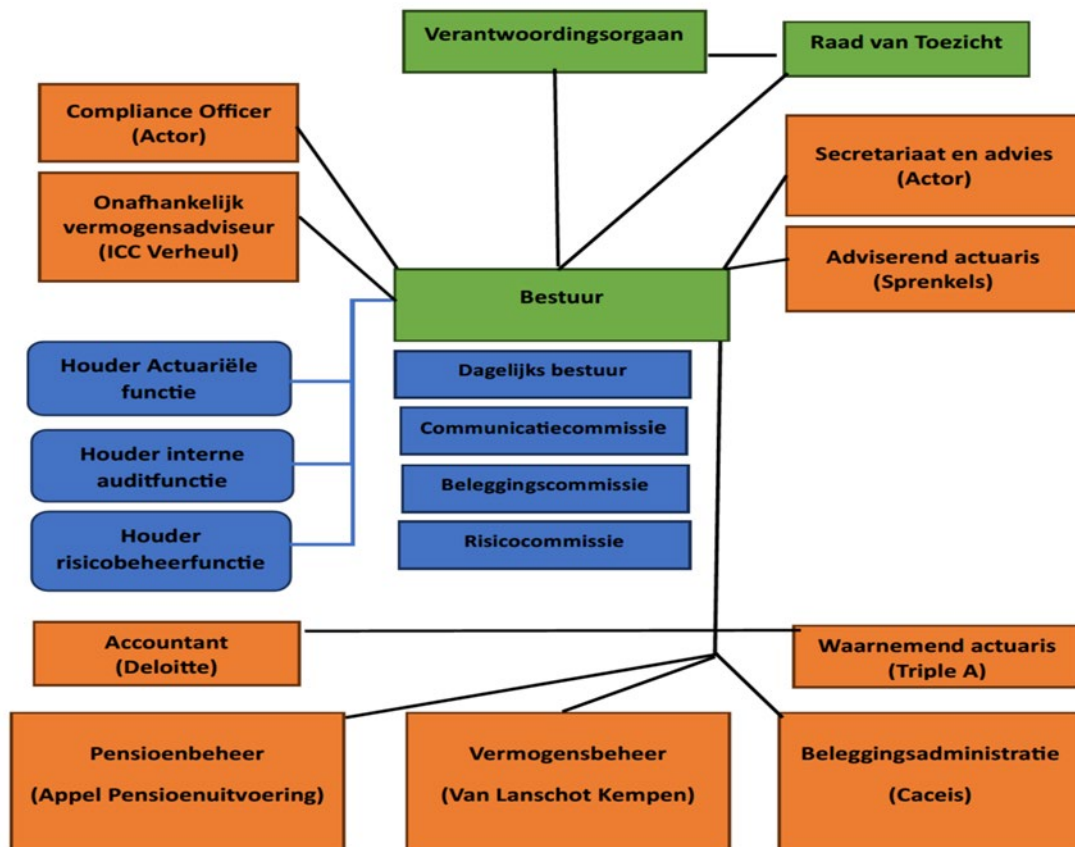 Verantwoordingsorgaan
Raad van Toezicht
Compliance Officer
(Actor)
Onafhankelijk
vermogensadviseur
(ICC Verheul)
Secretariaat en advies
(Actor)
Adviserend actuaris
(Sprenkels)
Bestuur
Houder Actuariële
functie
Houder interne
auditfunctie
Houder
risicobeheerfunctie
Dagelijks bestuur
Communicatiecommissie
Beleggingscommissie
Risicocommissie
Accountant
(Deloitte)
Waarnemend actuaris
(Triple A)
Pensioenbeheer
(Appel Pensioenuitvoering)
Vermogensbeheer
(Van Lanschot Kempen)
Beleggingsadministratie
(Caceis)